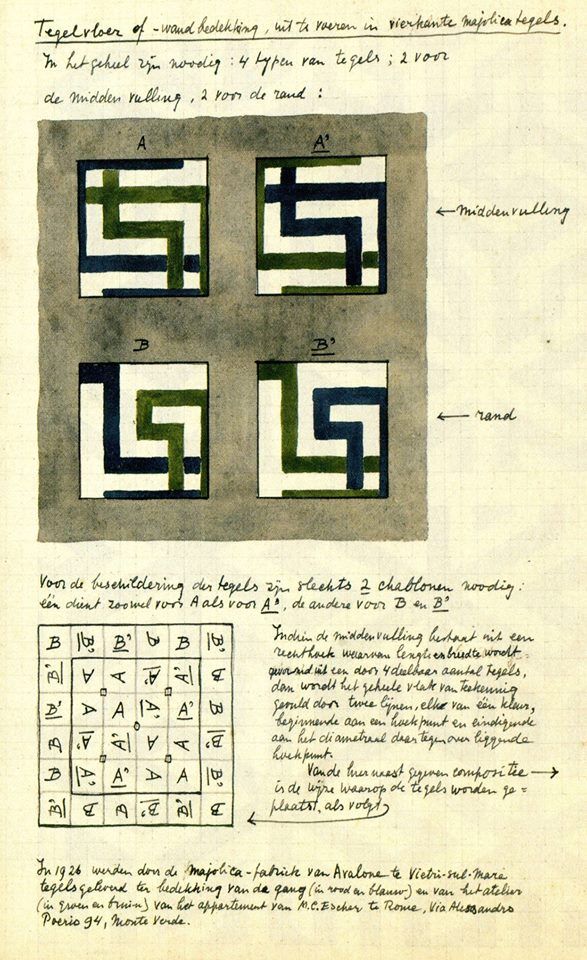 Tegelvloer of -wandbedekking, uit te voeren in vierkante majolica tegels.
In het geheel zijn noodig: 4 typen van tegels; 2 voor
de midden vulling, 2 voor de rand:
A A'
← middenvulling
B B'
← rand
Voor de beschildering der tegels zijn slechts 2 chablonen noodig:
één dient zoowel voor A als voor A', de andere voor B en B'
B B' B' B B B'
B' A A A' A' B
B' A A A' A' B
B A' A' A A B'
B A' A' A A B'
B' B B B' B' B
Indien de middenvulling bestaat uit een
rechthoek waarvan lengte en breedte wordt
gevormd uit een door 4 deelbaar aantal tegels,
dan wordt het geheele vlak van teekening
gevuld door twee lijnen, elke van één kleur,
beginnende aan een hoekpunt en eindigende
aan het diametraal daar tegenover liggende
hoekpunt.
Van de hiernaast gegeven compositie →
is de wijze waarop de tegels worden ge=
plaatst, als volgt
In 1926 werden door de majolica-fabriek van Avalone te Vietri-sul-Mare
tegels geleverd ter bedekking van de gang (in rood en blauw) en van het atelier
(in groen en bruin) van het appartement van M.C. Escher te Rome, Via Alessandro
Poerio 94, Monte Verde.